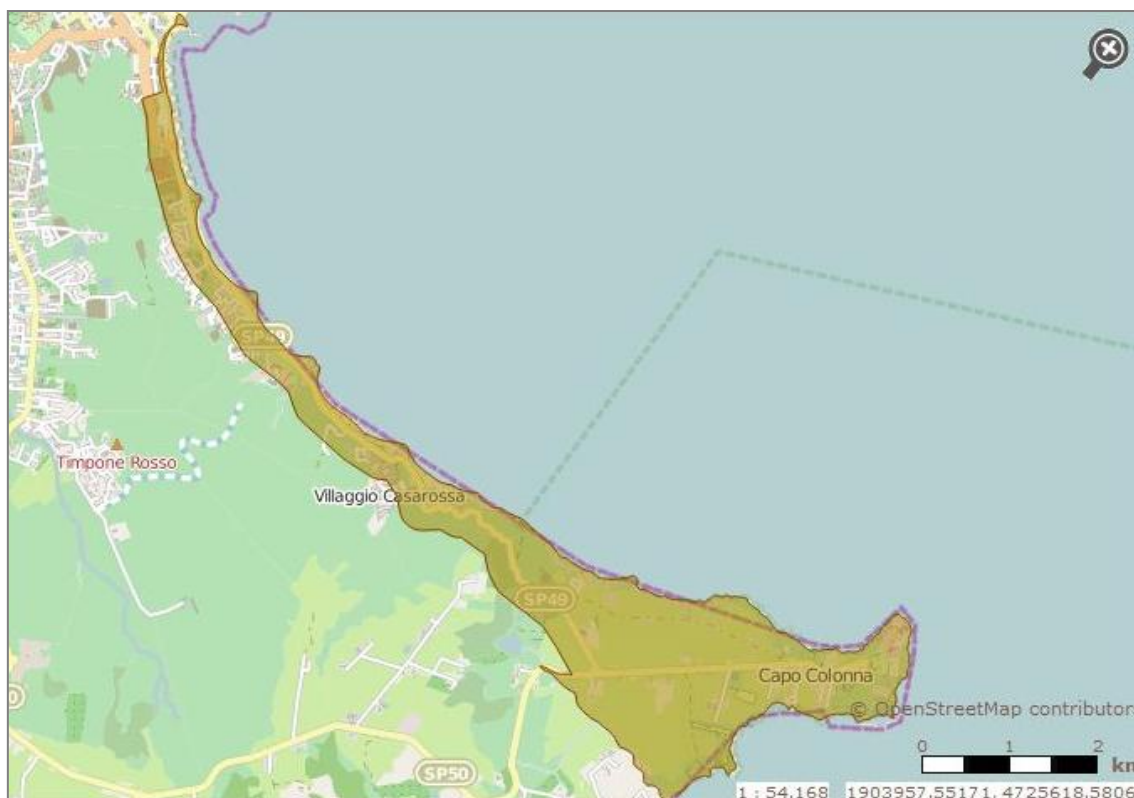 SP49
Timpone Rosso
Villaggio Casarossa
SP49
Capo Colonna
© OpenStreetMap contributor
0 1 2
km
SP50
1 : 54.168 1903957.55171, 4725618.5806